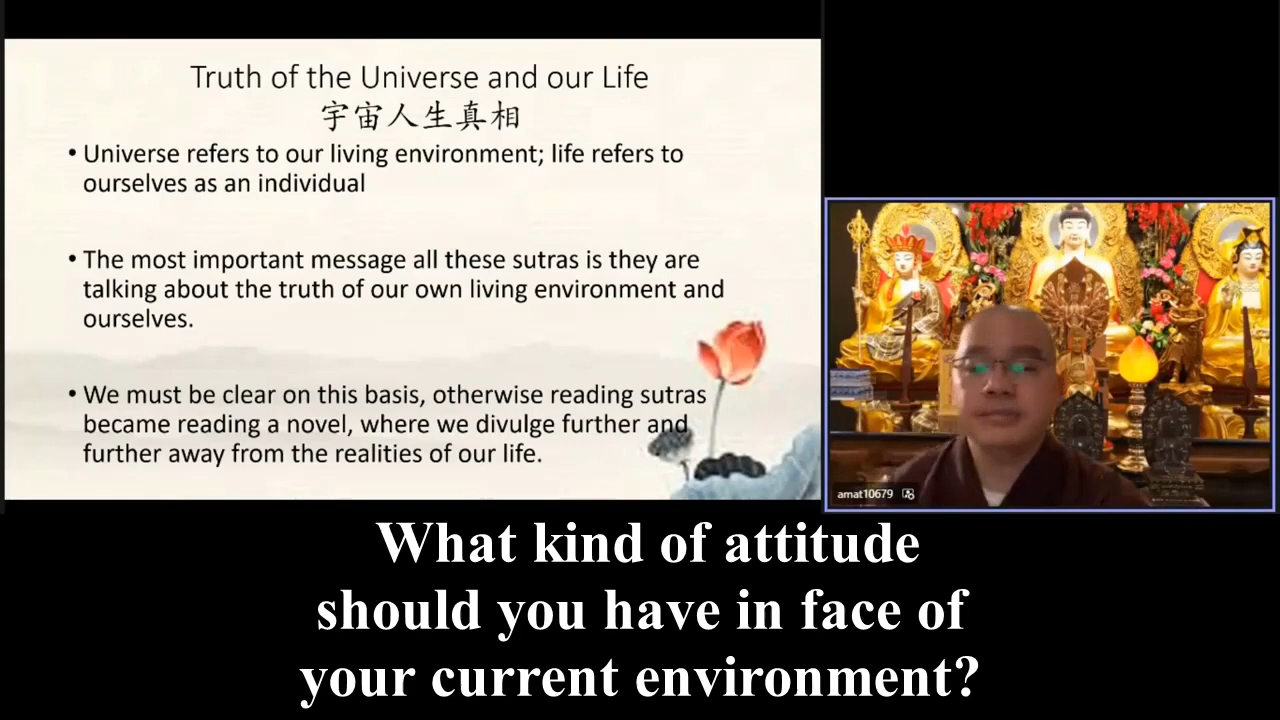 Truth of the Universe and our Life
宇宙人生真相
• Universe refers to our living environment; life refers to
ourselves as an individual
• The most important message all these sutras is they are
talking about the truth of our own living environment and
ourselves.
• We must be clear on this basis, otherwise reading sutras
became reading a novel, where we divulge further and
further away from the realities of our life.
amat10679
What kind of attitude
should you have in face of
your current environment?